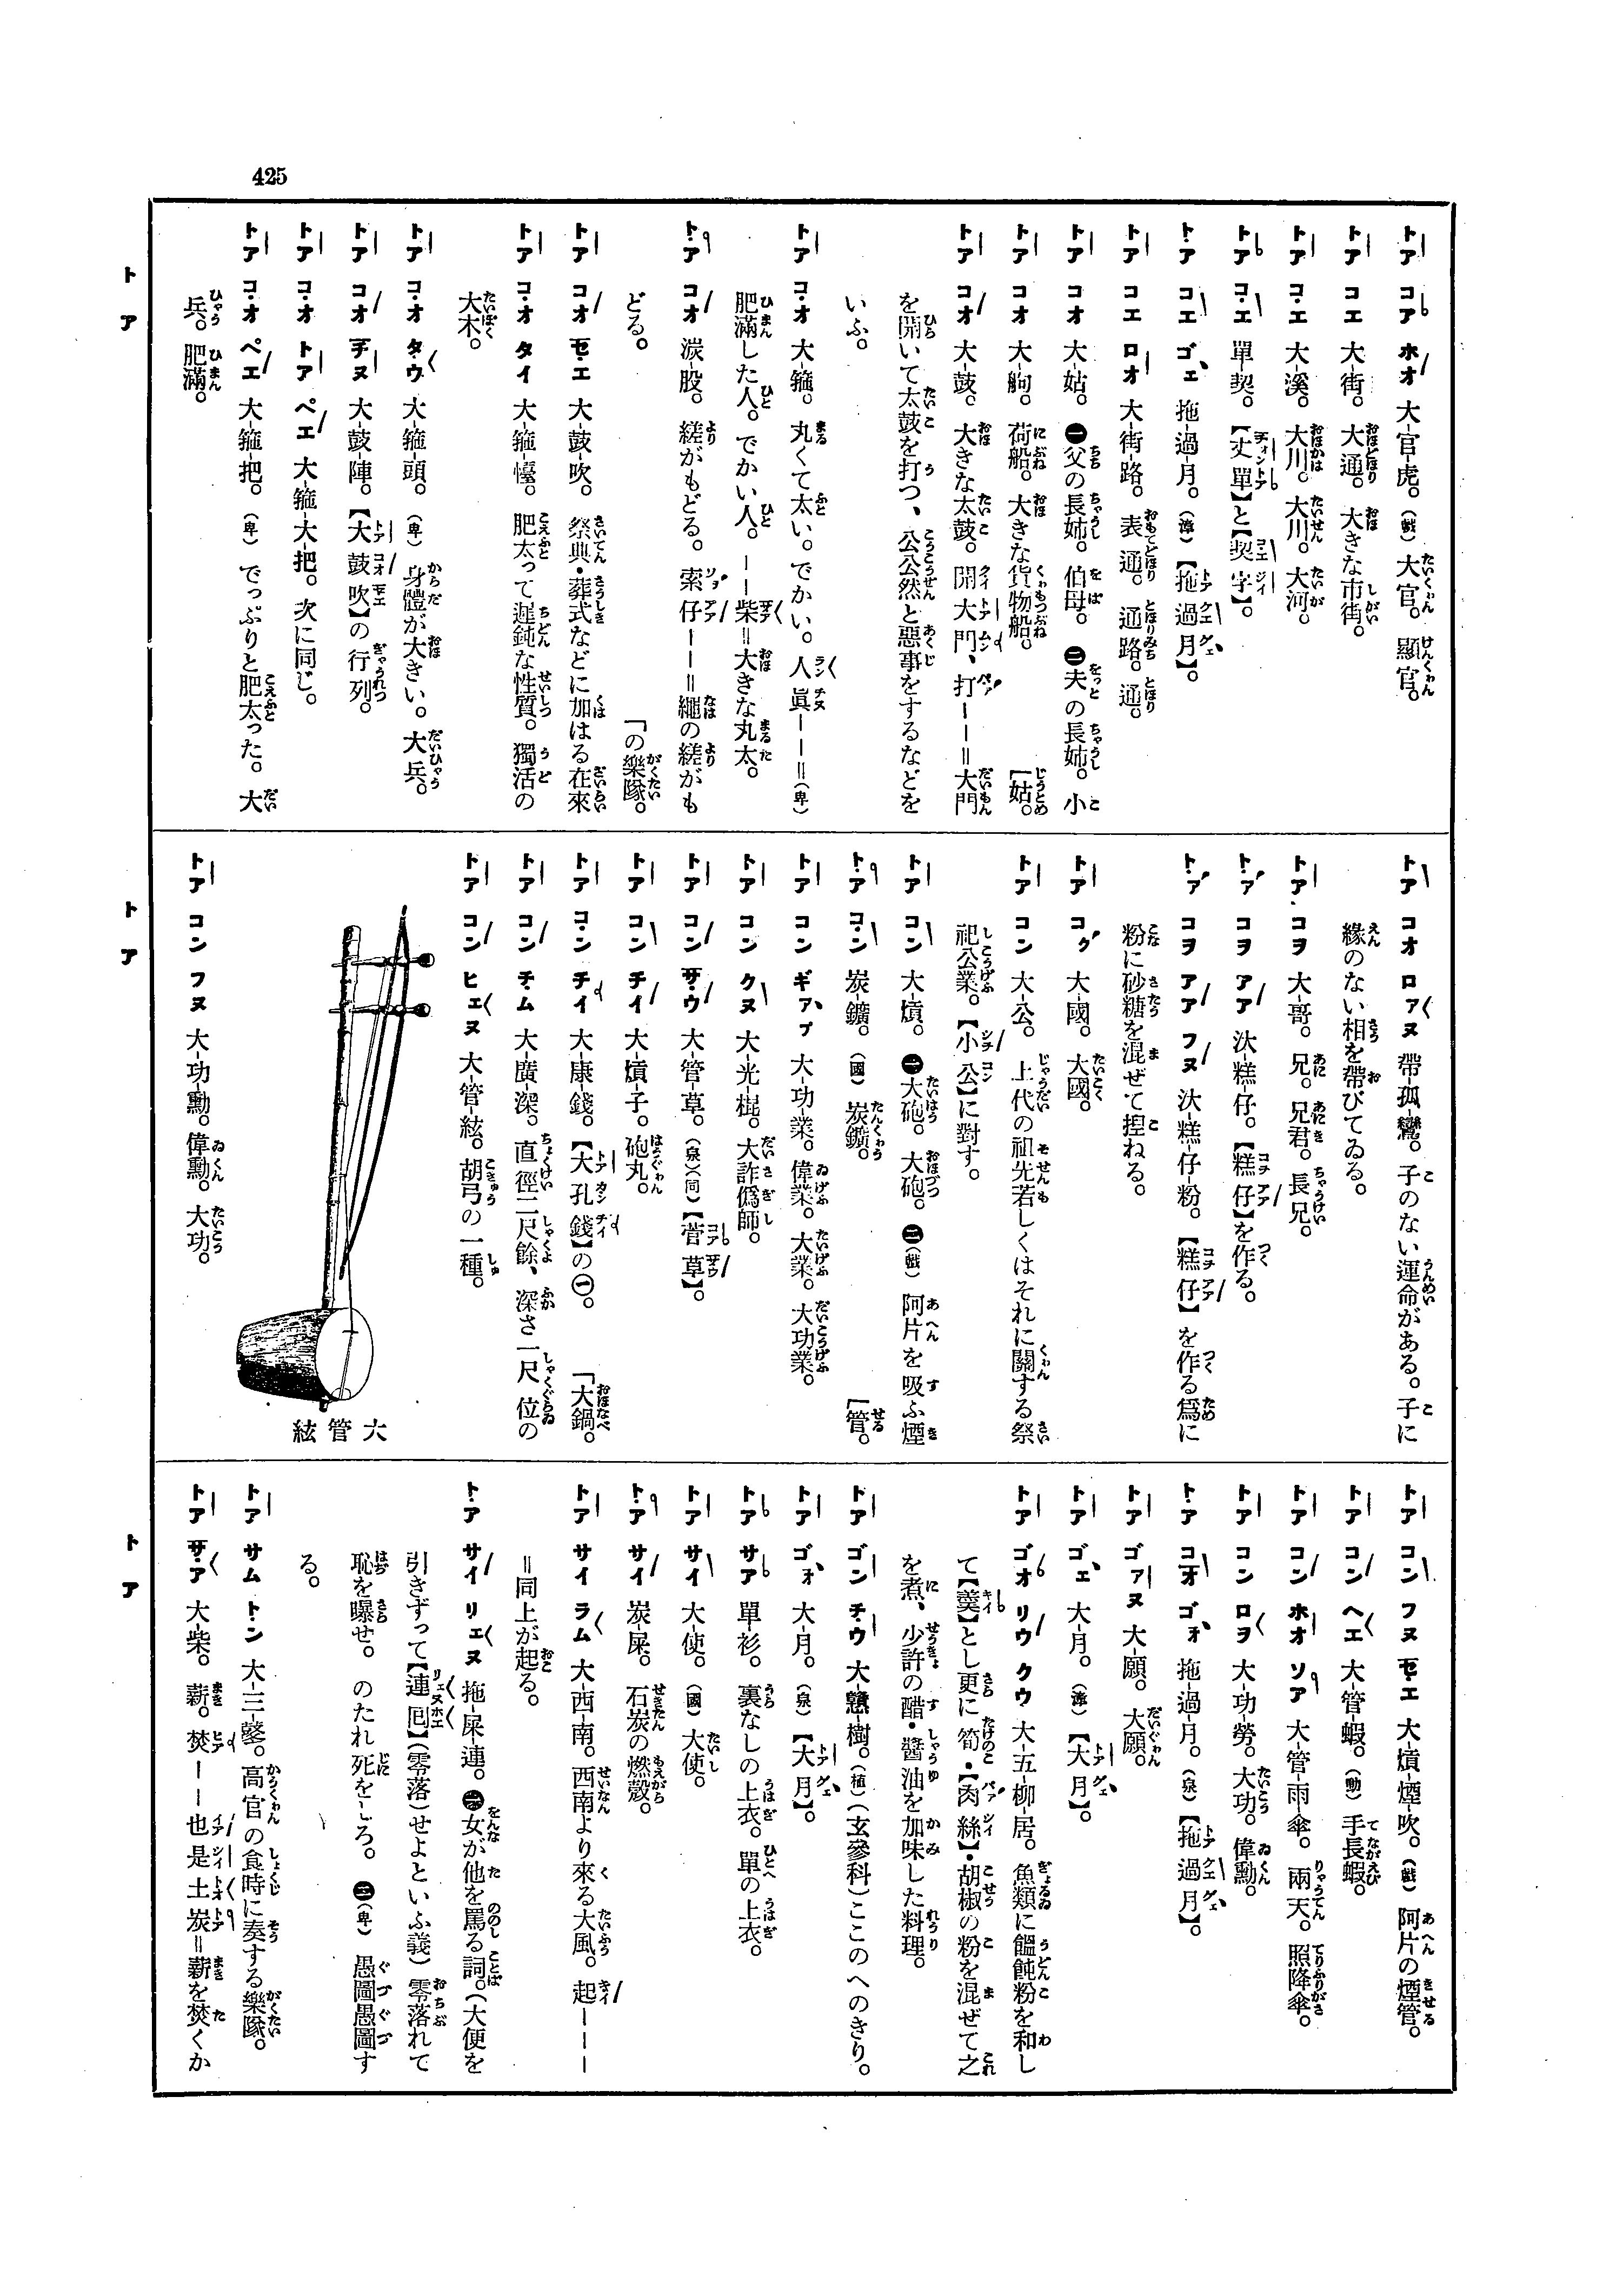 425
トア コア ホオ 大-官-虎。(戲) 大官。顯官。
トア コエ 大-街。大通。大きな市街。
トア コエ 大-溪。大川。大川。大河。
トア コエ 單-契。【丈單】と【契字】。
トア コエ ゴエ 拖-過-月。(漳)【拖過月】。
トア コエ ロオ 大-街-路。表通。通路。通。
トア コオ 大-姑。㊀父の長姉。伯母。㊁夫の長姉。小
「姑。
トア コオ 大-舸。荷船。大きな貨物船。
トア コオ 大-鼓。大きな太鼓。開大門、打――=大門
を開いて太鼓を打つ、公公然と惡事をするなどを
いふ。
トア コオ 大-箍。丸くて太い。でかい。人眞――=(卑)
肥滿した人。でかい人。――柴=大きな丸太。
トア コオ 炭-股。縒がもどる。索仔――=繩の縒がも
どる。
トア コオ セエ 大-鼓-吹。祭典・葬式などに加はる在來
「の樂隊。
トア コオ タイ 大-箍-㦬。肥太って遲鈍な性質。獨活の
大木。
トア コオ タウ 大-箍-頭。(卑) 身體が大きい。大兵。
トア コオ チヌ 大-鼓-陣。【大鼓吹】の行列。
トア コオ トア ペエ 大-箍-大-把。次に同じ。
トア コオ ペエ 大-箍-把。(卑) でっぷりと肥太った。大
兵。肥滿。
トア コオ ロァヌ 帶-孤-鸞。子のない運命がある。子に
緣のない相を帶びてゐる。
トア コヲ 大-哥。兄。兄君。長兄。
トア コヲ アア 汏-糕-仔。【糕仔】を作る。
トア コヲ アア フヌ 汏-糕-仔-粉。【糕仔】を作る爲に
粉に砂糖を混ぜて捏ねる。
トア コク 大-國。大國。
トア コン 大-公。上代の祖先若しくはそれに關する祭
祀公業。【小公】に對す。
トア コン 大-熕。㊀大砲。大砲。㊁(戲) 阿片を吸ふ煙
「管。
トア コン 炭-鑛。(國) 炭鑛。
トア コン ギァプ 大-功-業。偉業。大業。大功業。
トア コン クヌ 大-光-棍。大詐僞師。
トア コン サウ 大-管-草。(泉)(同)【菅草】。
トア コン チイ 大-熕-子。砲丸。
トア コン チイ 大-康-錢。【大孔錢】の㊀。
トア コン チム 大-廣-深。直徑二尺餘、深さ一尺位の
「大鍋。
トア コン ヒェヌ 大-管-絃。胡弓の一種。
大管絃
トア コン フヌ 大-功-勳。偉勳。大功。
トア コン フヌ セエ 大-熕-煙-吹。(戲) 阿片の煙管。
トア コン ヘエ 大-管-蝦。(動) 手長蝦。
トア コン ホオ ソア 大-管-雨-傘。兩天。照降傘。
トア コン ロヲ 大-功-勞。大功。偉勳。
トア コオ ゴォ 拖-過-月。(泉)【拖過月】。
トア ゴァヌ 大-願。大願。
トア ゴェ 大-月。(漳)【大月】。
トア ゴオ リウ クウ 大-五-柳-居。魚類に饂飩粉を和し
て【羹】とし更に筍・【肉絲】・胡椒の粉を混ぜて之
を煮、少許の醋・醬油を加味した料理。
トア ゴン チウ 大-戇-樹。(植)(玄參科)ここのへのきり。
トア ゴォ 大-月。(泉)【大月】。
トア サア 單-衫。裏なしの上衣。單の上衣。
トア サイ 大-使。(國) 大使。
トア サイ 炭-屎。石炭の燃殼。
トア サイ ラム 大-西-南。西南より來る大風。起――
=同上が起る。
トア サイ リェヌ 拖-屎-連。㊀女が他を罵る詞。(大便を
引きずって【連回】(零落)せよといふ義) 零落れて
恥を曝せ。のたれ死をしろ。㊁(卑) 愚圖愚圖す
る。
トア サム トン 大-三-鼕。高官の食時に奏する樂隊。
トア サア 大-柴。薪。焚――也是土炭=薪を焚くか
ト ア
ト ア
ト ア